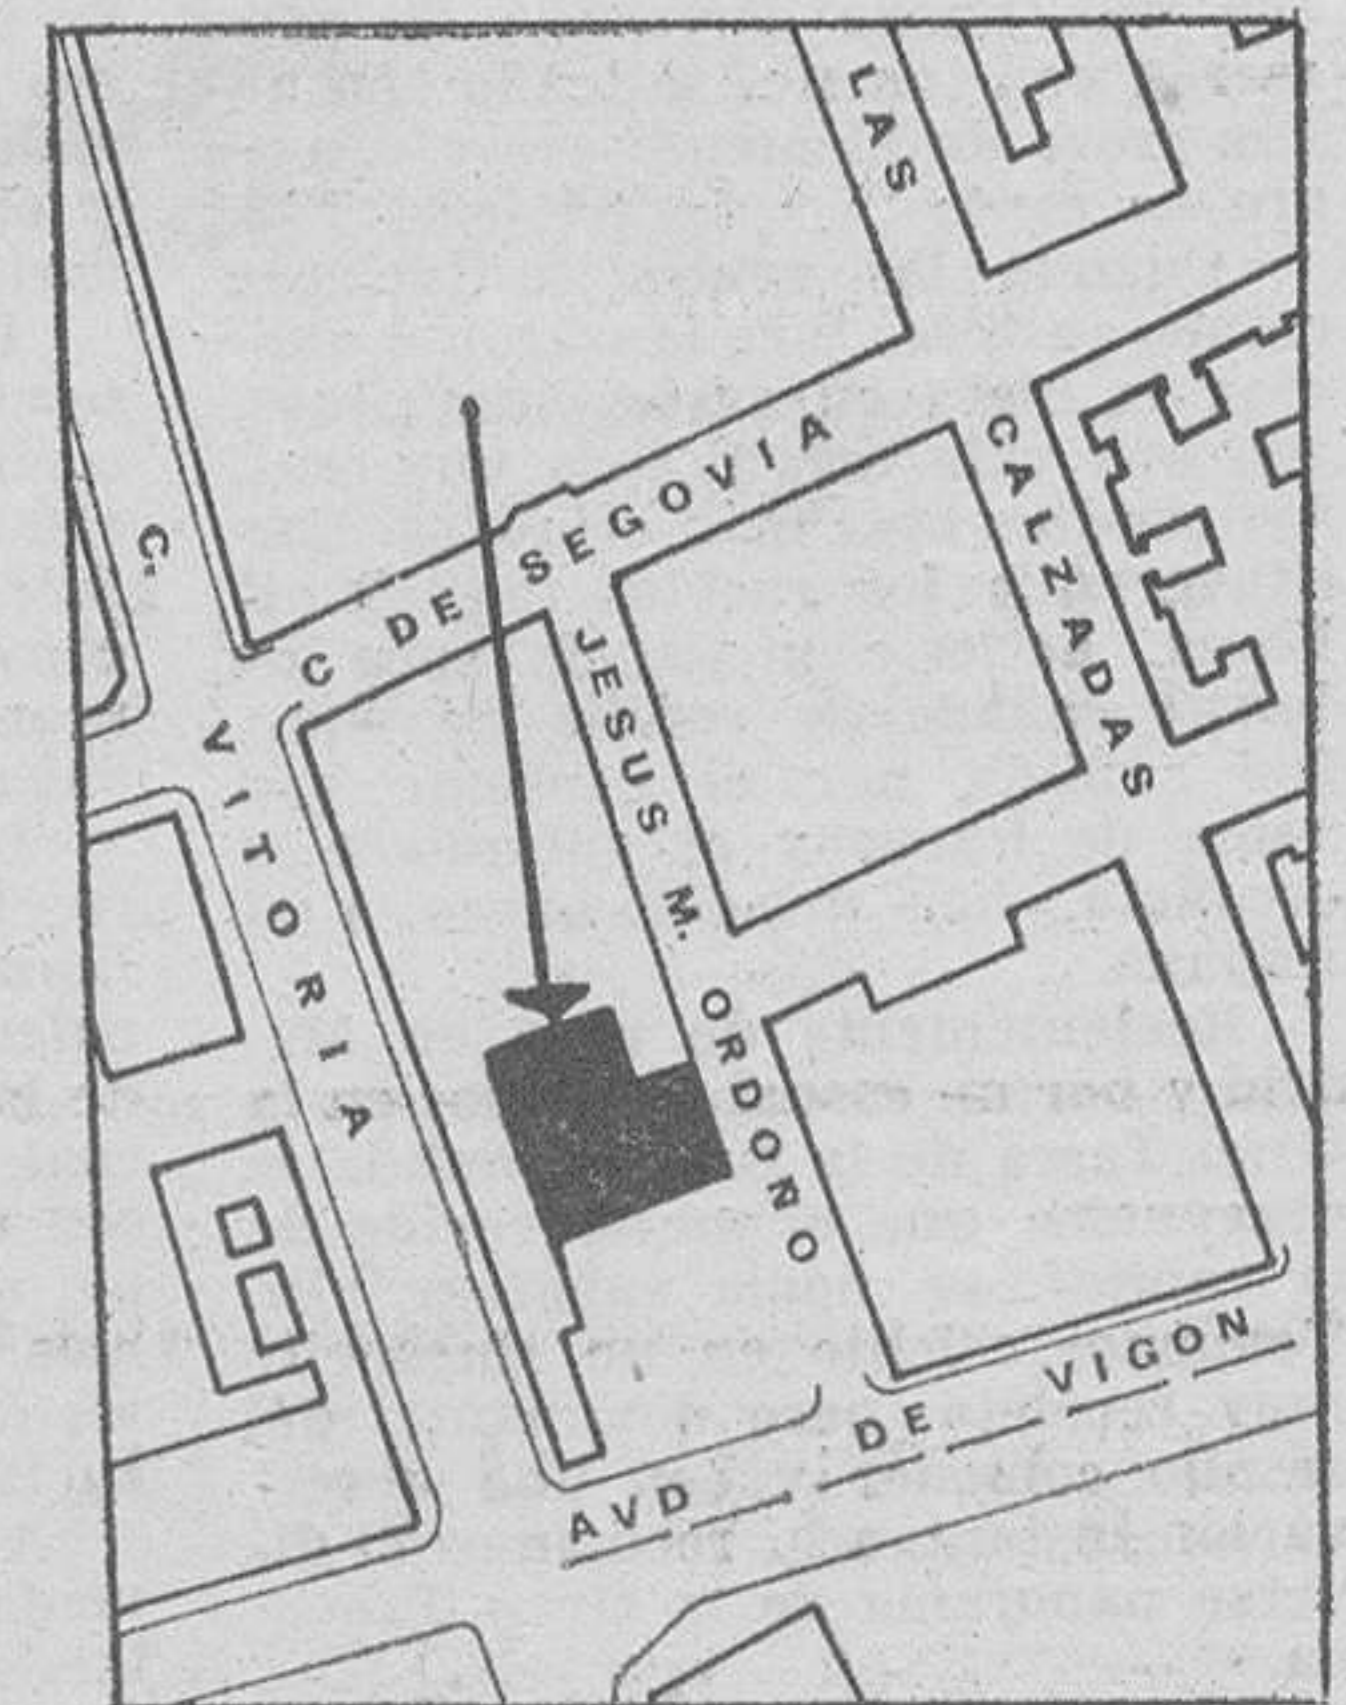 LAS CALZADAS
C DE SEGOVIA
C. VITORIA
JESUS M. ORDOÑO
AVD DE VIGON